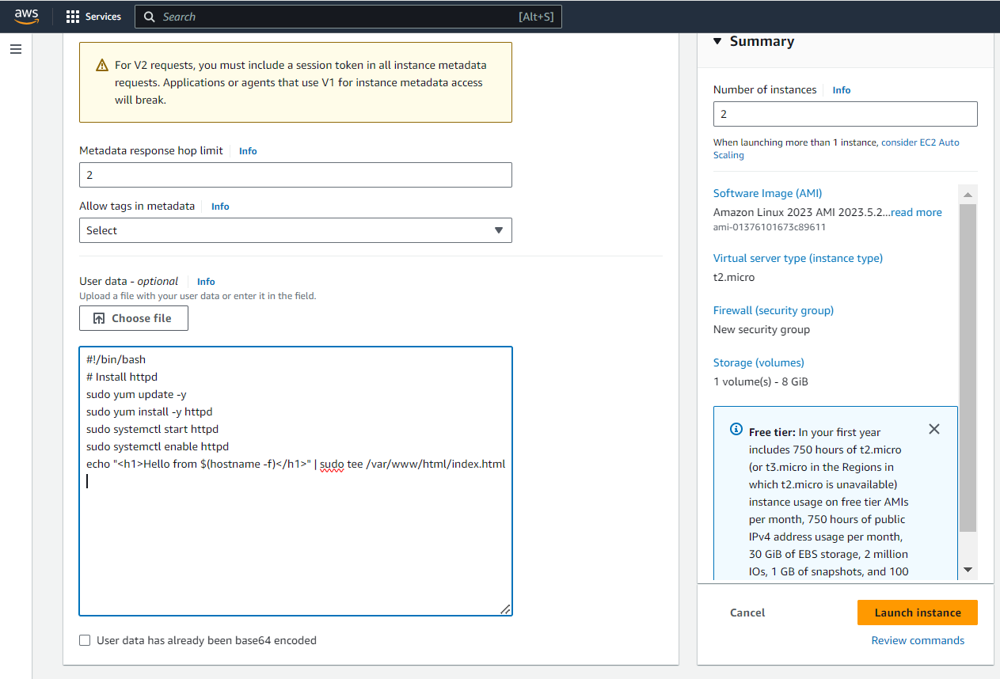 aws
Services
Search
[Alt+S]
For V2 requests, you must include a session token in all instance metadata
requests. Applications or agents that use V1 for instance metadata access
will break.
Metadata response hop limit
Info
2
Allow tags in metadata
Info
Select
User data - optional
Info
Upload a file with your user data or enter it in the field.
Choose file
#!/bin/bash
# Install httpd
sudo yum update -y
sudo yum install -y httpd
sudo systemctl start httpd
sudo systemctl enable httpd
echo "<h1>Hello from $(hostname -f)</h1>" | sudo tee /var/www/html/index.html
User data has already been base64 encoded
Summary
Number of instances
Info
2
When launching more than 1 instance, consider EC2 Auto
Scaling
Software Image (AMI)
Amazon Linux 2023 AMI 2023.5.2...read more
ami-01376101673c89611
Virtual server type (instance type)
t2.micro
Firewall (security group)
New security group
Storage (volumes)
1 volume(s) - 8 GiB
Free tier: In your first year
includes 750 hours of t2.micro
(or t3.micro in the Regions in
which t2.micro is unavailable)
instance usage on free tier AMIs
per month, 750 hours of public
IPv4 address usage per month,
30 GiB of EBS storage, 2 million
IOs, 1 GB of snapshots, and 100
Cancel
Launch instance
Review commands